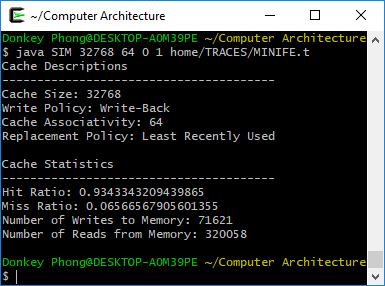 ~/Computer Architecture
Donkey Phong@DESKTOP-AOM39PE ~/Computer Architecture
$ java SIM 32768 64 0 1 home/TRACES/MINIFE.t
Cache Descriptions
---------------------------------------
Cache Size: 32768
Write Policy: Write-Back
Cache Associativity: 64
Replacement Policy: Least Recently Used
Cache Statistics
---------------------------------------
Hit Ratio: 0.9343343209439865
Miss Ratio: 0.06566567905601355
Number of Writes to Memory: 71621
Number of Reads from Memory: 320058
Donkey Phong@DESKTOP-AOM39PE ~/Computer Architecture
$